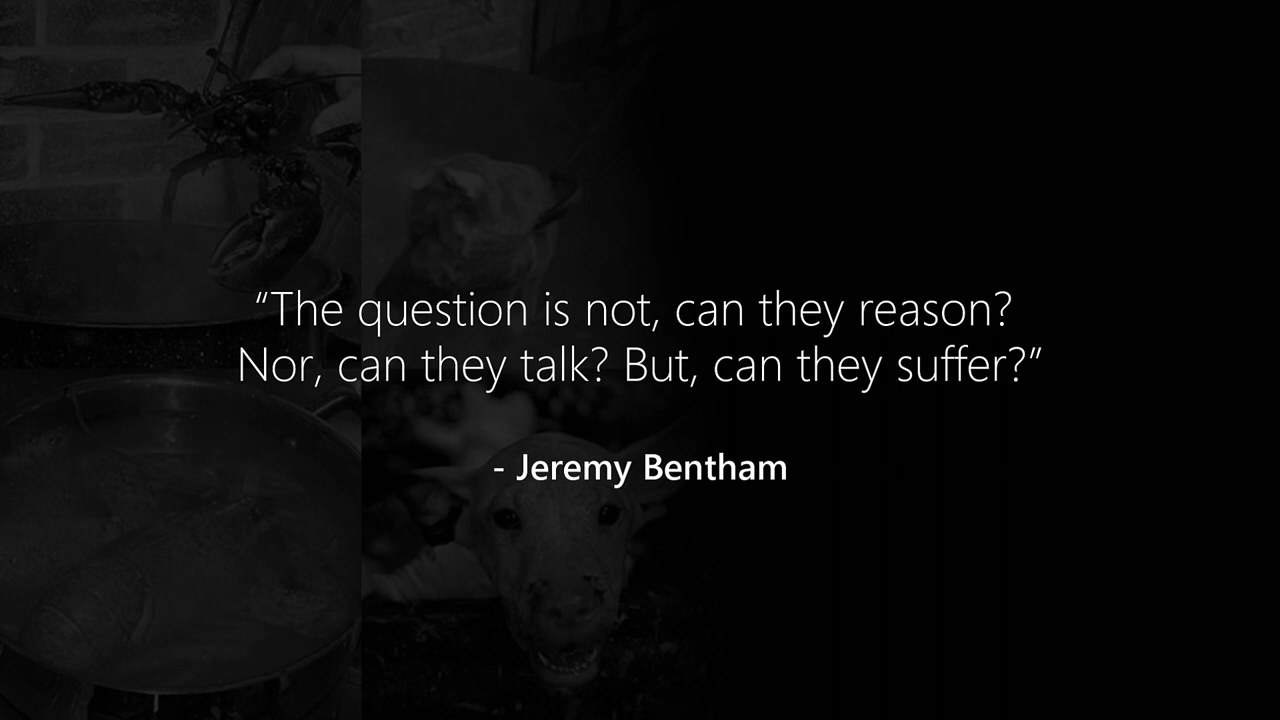 “The question is not, can they reason?
Nor, can they talk? But, can they suffer?”
- Jeremy Bentham